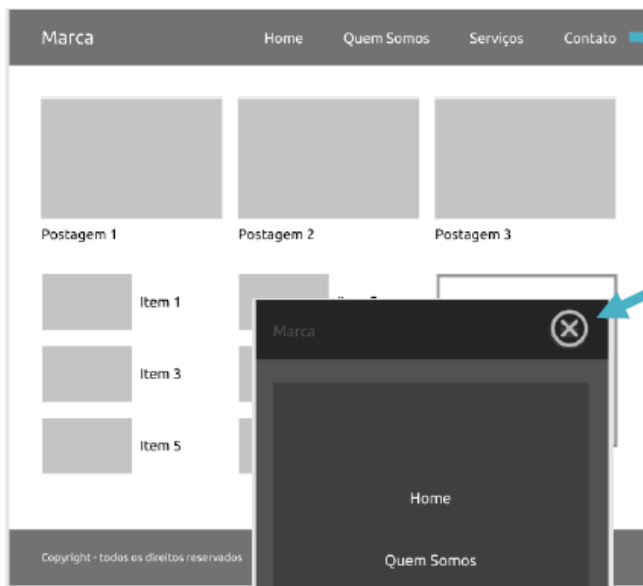 Marca Home Quem Somos Serviços Contato
Postagem 1 Postagem 2 Postagem 3
Item 1
Marca
Item 3
Item 5
Home
Copyright - todos os direitos reservados
Quem Somos